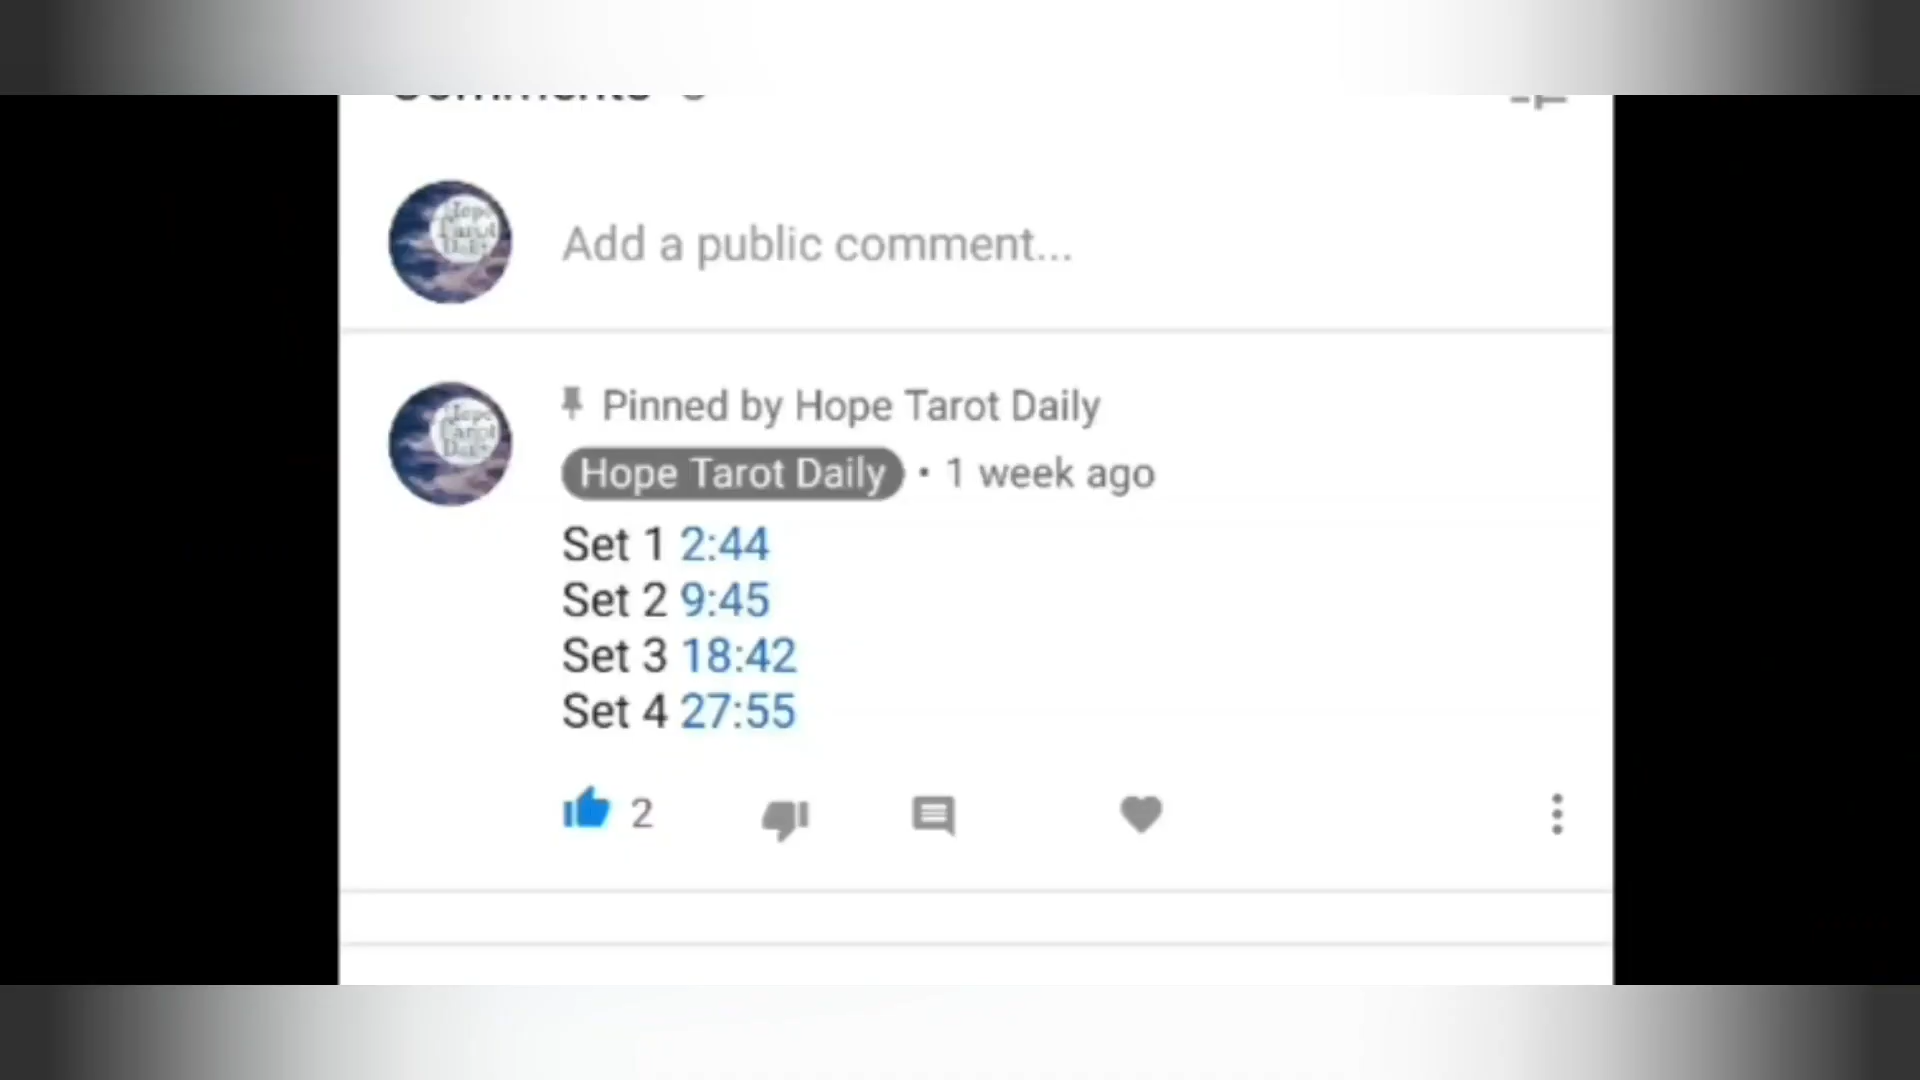 Comments
Add a public comment...
Pinned by Hope Tarot Daily
Hope Tarot Daily • 1 week ago
Set 1 2:44
Set 2 9:45
Set 3 18:42
Set 4 27:55
2